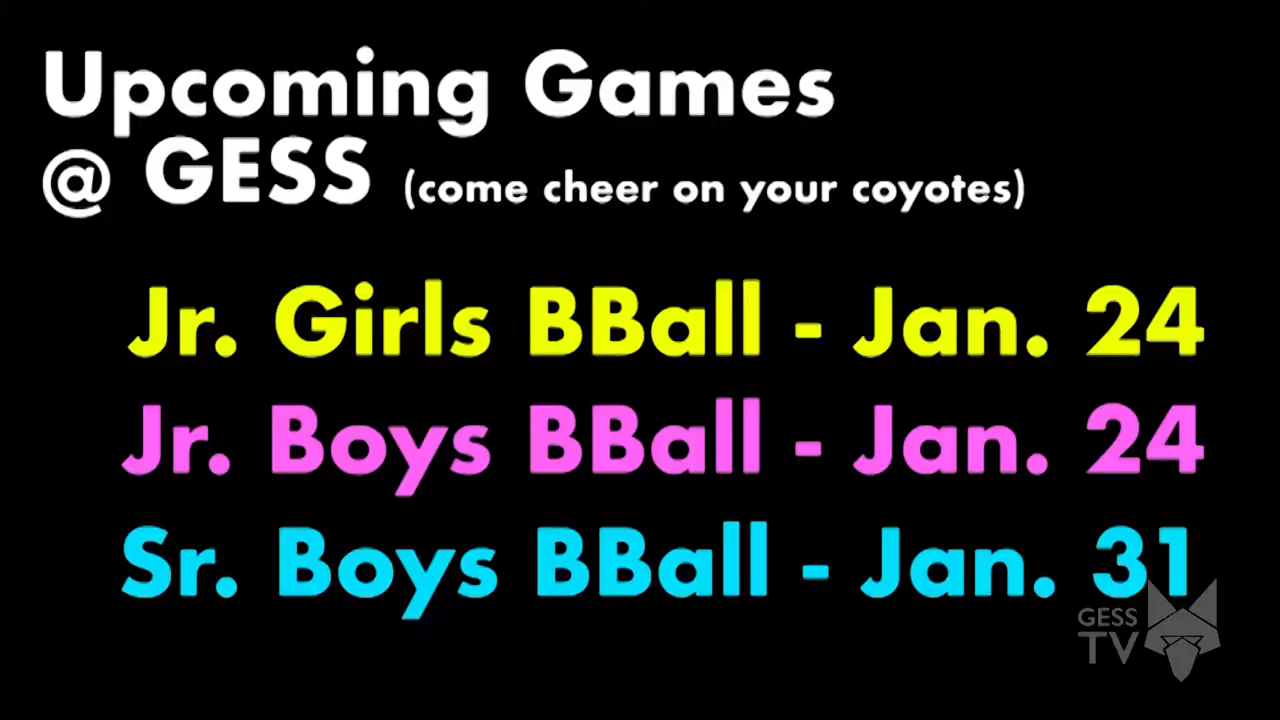 Upcoming Games
@ GESS (come cheer on your coyotes)
Jr. Girls BBall - Jan. 24
Jr. Boys BBall - Jan. 24
Sr. Boys BBall - Jan. 31
GESS
TV